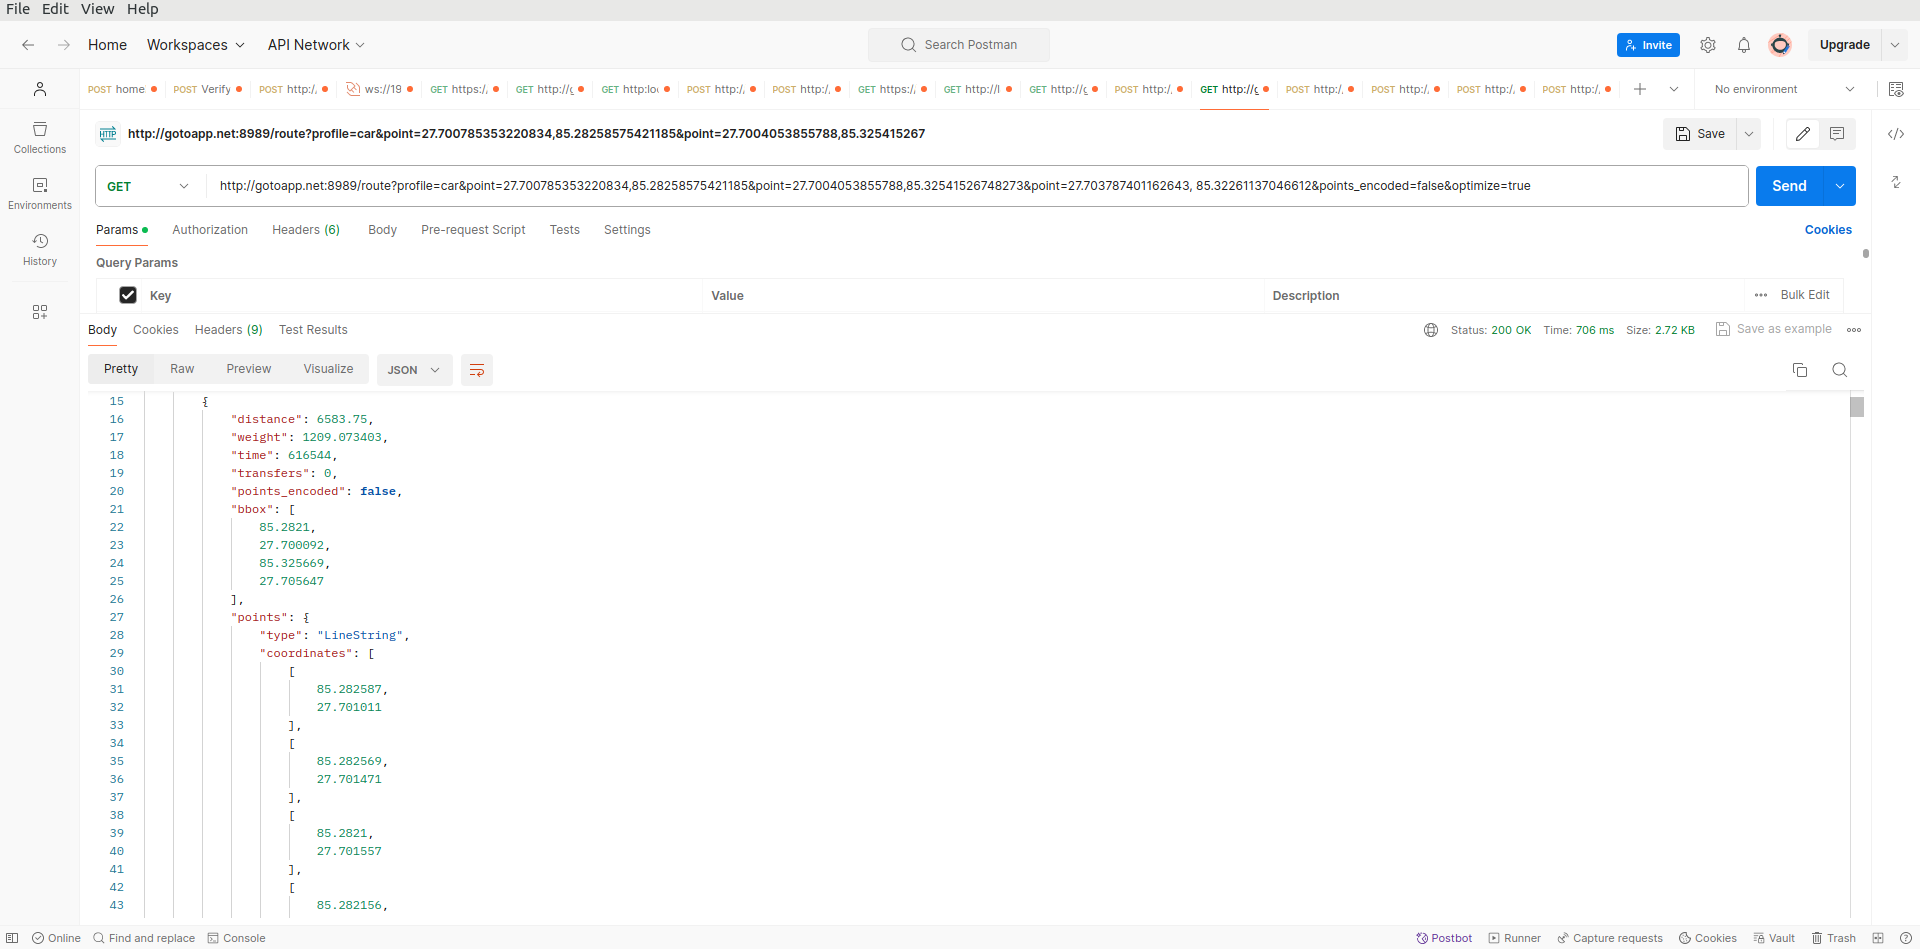 File Edit View Help
Home Workspaces API Network Search Postman Invite Upgrade
POST home POST Verify POST http:/. ws://19 GET https:/. GET http://g GET http:lo POST http:/. POST http:/. GET https:/. GET http://l GET http://g POST http:/. GET http://g POST http:/. POST http:/. POST http:/. POST http:/. No environment
HTTP http://gotoapp.net:8989/route?profile=car&point=27.700785353220834,85.28258575421185&point=27.7004053855788,85.325415267 Save
GET http://gotoapp.net:8989/route?profile=car&point=27.700785353220834,85.28258575421185&point=27.7004053855788,85.32541526748273&point=27.703787401162643, 85.32261137046612&points_encoded=false&optimize=true Send
Params Authorization Headers (6) Body Pre-request Script Tests Settings Cookies
Query Params
Key Value Description Bulk Edit
Body Cookies Headers (9) Test Results Status: 200 OK Time: 706 ms Size: 2.72 KB Save as example
Pretty Raw Preview Visualize JSON
15 {
16 "distance": 6583.75,
17 "weight": 1209.073403,
18 "time": 616544,
19 "transfers": 0,
20 "points_encoded": false,
21 "bbox": [
22 85.2821,
23 27.700092,
24 85.325669,
25 27.705647
26 ],
27 "points": {
28 "type": "LineString",
29 "coordinates": [
30 [
31 85.282587,
32 27.701011
33 ],
34 [
35 85.282569,
36 27.701471
37 ],
38 [
39 85.2821,
40 27.701557
41 ],
42 [
43 85.282156,
Collections
Environments
History
Online Find and replace Console Postbot Runner Capture requests Cookies Vault Trash